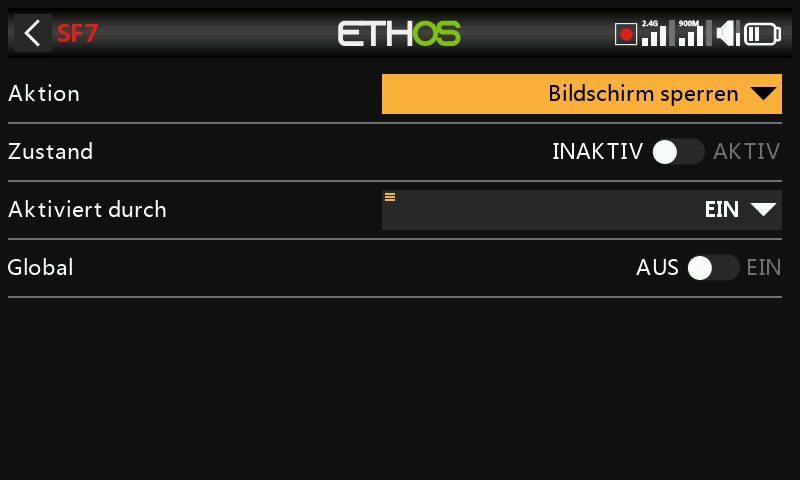 SF7
ETHOS
2.4G
900M
Aktion
Bildschirm sperren
Zustand
INAKTIV AKTIV
Aktiviert durch
EIN
Global
AUS EIN